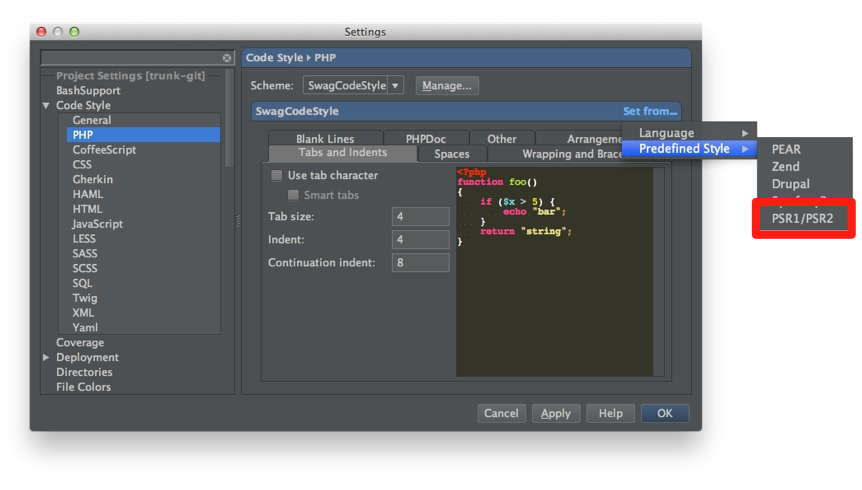 Settings
Project Settings [trunk-git]
BashSupport
Code Style
General
PHP
CoffeeScript
CSS
Gherkin
HAML
HTML
JavaScript
LESS
SASS
SCSS
SQL
Twig
XML
Yaml
Coverage
Deployment
Directories
File Colors
Code Style › PHP
Scheme: SwagCodeStyle Manage...
SwagCodeStyle Set from...
Blank Lines PHPDoc Other Arrangeme
Tabs and Indents Spaces Wrapping and Brace
Use tab character
Smart tabs
Tab size: 4
Indent: 4
Continuation indent: 8
<?php
function foo()
{
if ($x > 5) {
echo "bar";
}
return "string";
}
Language
Predefined Style
PEAR
Zend
Drupal
PSR1/PSR2
Cancel Apply Help OK